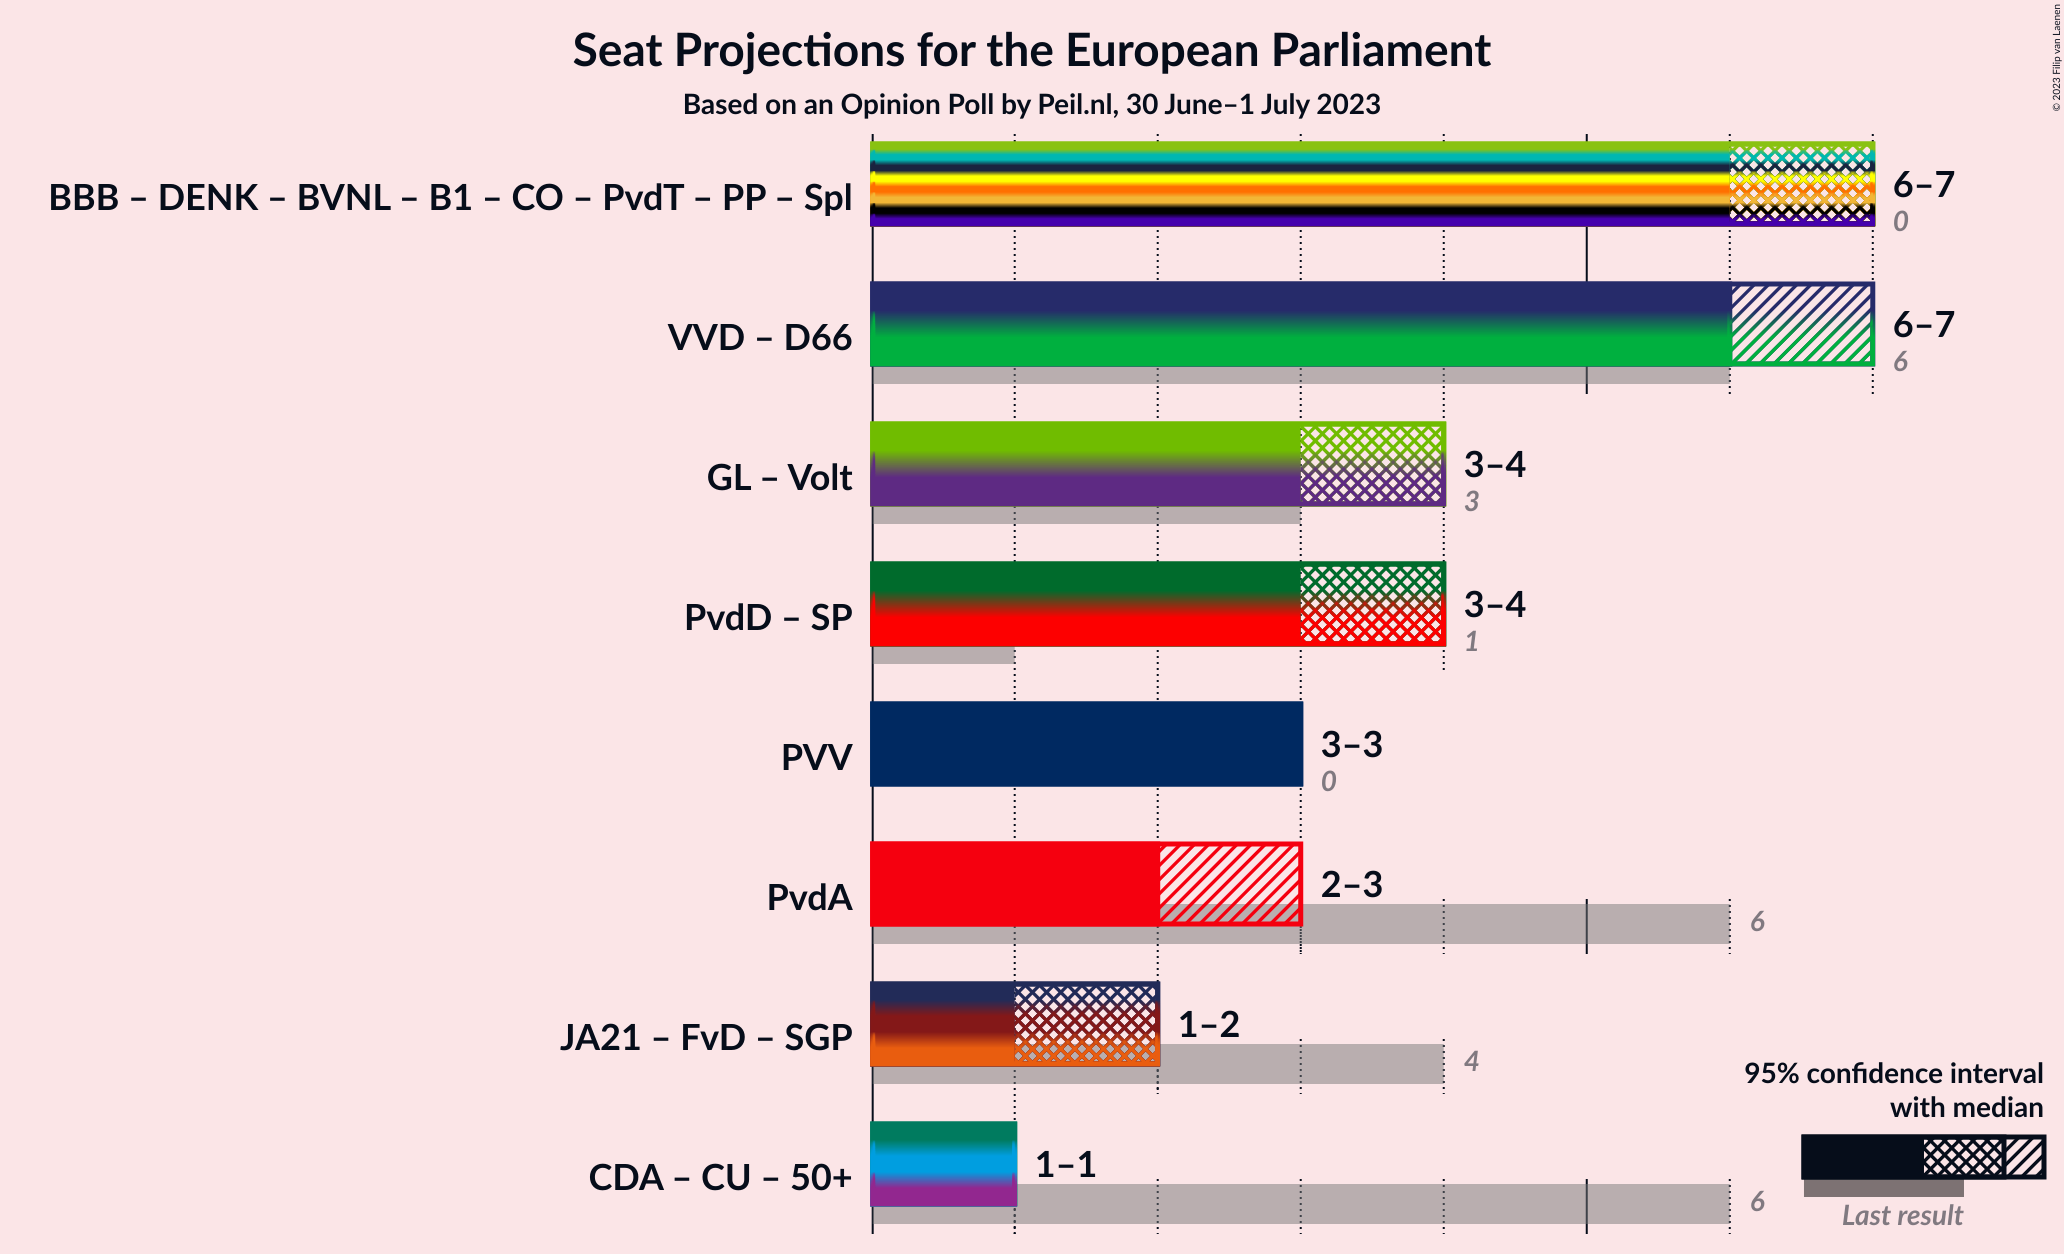 Seat Projections for the European Parliament
Based on an Opinion Poll by Peil.nl, 30 June–1 July 2023
© 2023 Filip van Laenen
BBB – DENK – BVNL – B1 – CO – PvdT – PP – Spl
6–7
0
VVD – D66
6–7
6
GL – Volt
3–4
3
PvdD – SP
3–4
1
PVV
3–3
0
PvdA
2–3
6
JA21 – FvD – SGP
1–2
4
CDA – CU – 50+
1–1
6
95% confidence interval
with median
Last result